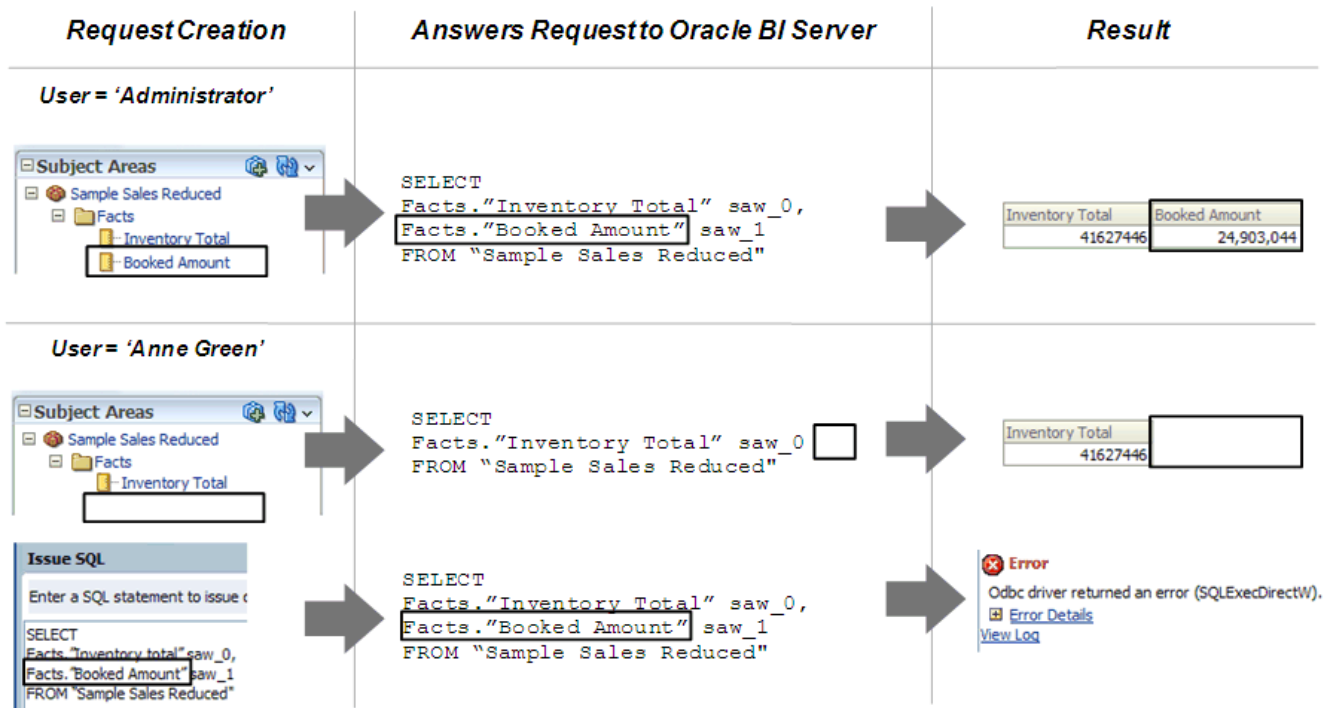 Request Creation
Answers Request to Oracle BI Server
Result
User = ‘Administrator’
Subject Areas
Sample Sales Reduced
Facts
Inventory Total
Booked Amount
SELECT
Facts.”Inventory Total” saw_0,
Facts.”Booked Amount” saw_1
FROM “Sample Sales Reduced"
Inventory Total Booked Amount
41627446 24,903,044
User = ‘Anne Green’
Subject Areas
Sample Sales Reduced
Facts
Inventory Total
SELECT
Facts.”Inventory Total” saw_0
FROM “Sample Sales Reduced"
Inventory Total
41627446
Issue SQL
Enter a SQL statement to issue
SELECT
Facts.”Inventory total” saw_0,
Facts.”Booked Amount” saw_1
FROM “Sample Sales Reduced”
SELECT
Facts.”Inventory Total” saw_0,
Facts.”Booked Amount” saw_1
FROM “Sample Sales Reduced"
Error
Odbc driver returned an error (SQLExecDirectW).
Error Details
View Log